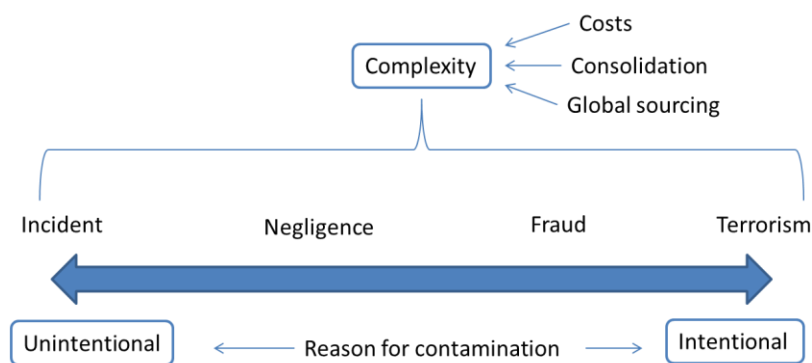 Costs
Complexity
Consolidation
Global sourcing
Incident
Negligence
Fraud
Terrorism
Unintentional
Reason for contamination
Intentional